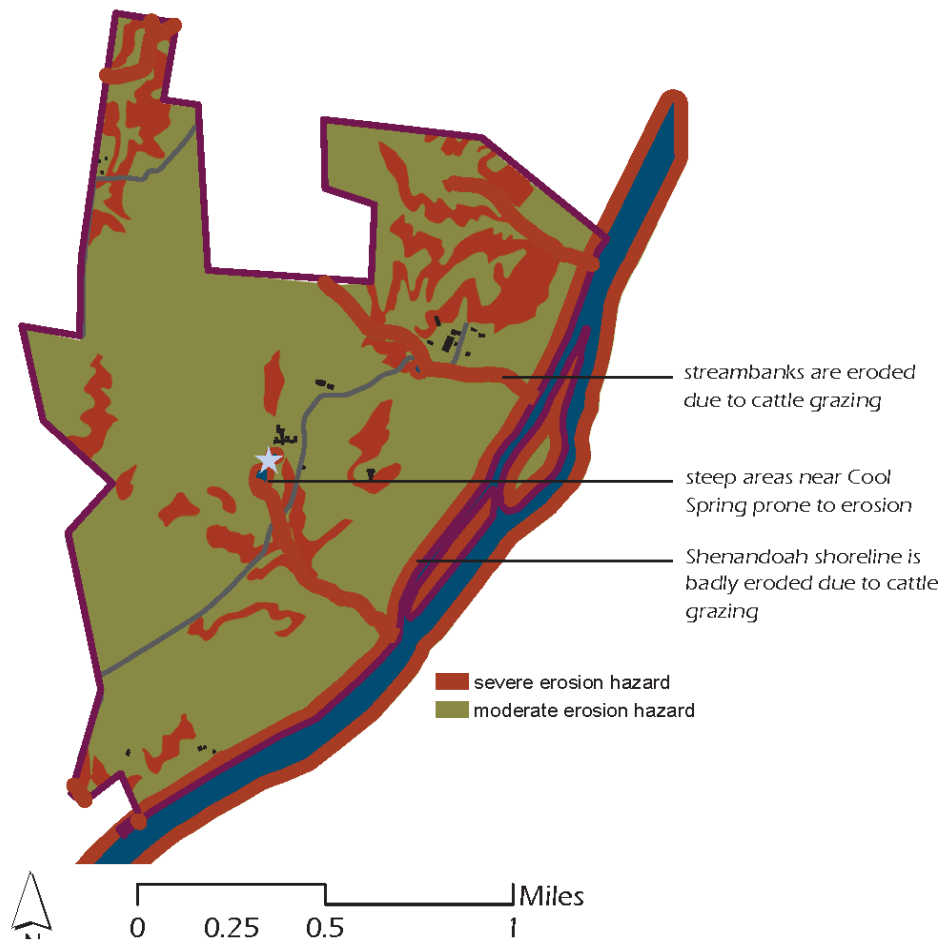 streambanks are eroded
due to cattle grazing
steep areas near Cool
Spring prone to erosion
Shenandoah shoreline is
badly eroded due to cattle
grazing
severe erosion hazard
moderate erosion hazard
Miles
0 0.25 0.5 1
N